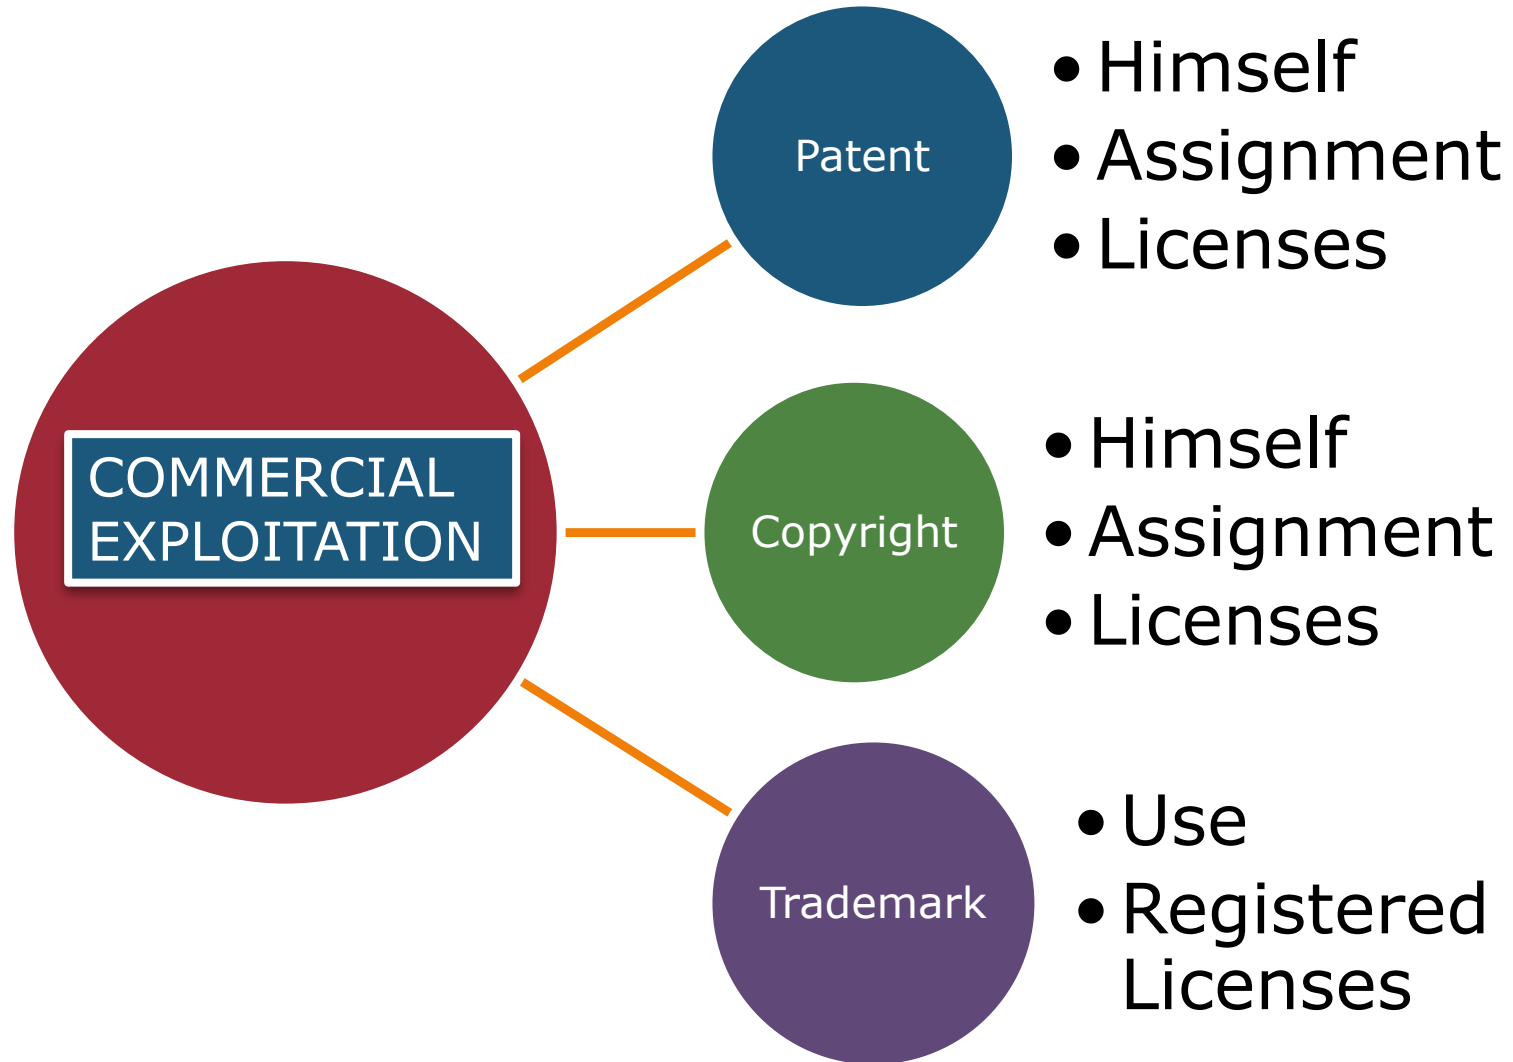 COMMERCIAL
EXPLOITATION
Patent
• Himself
• Assignment
• Licenses
Copyright
• Himself
• Assignment
• Licenses
Trademark
• Use
• Registered
Licenses